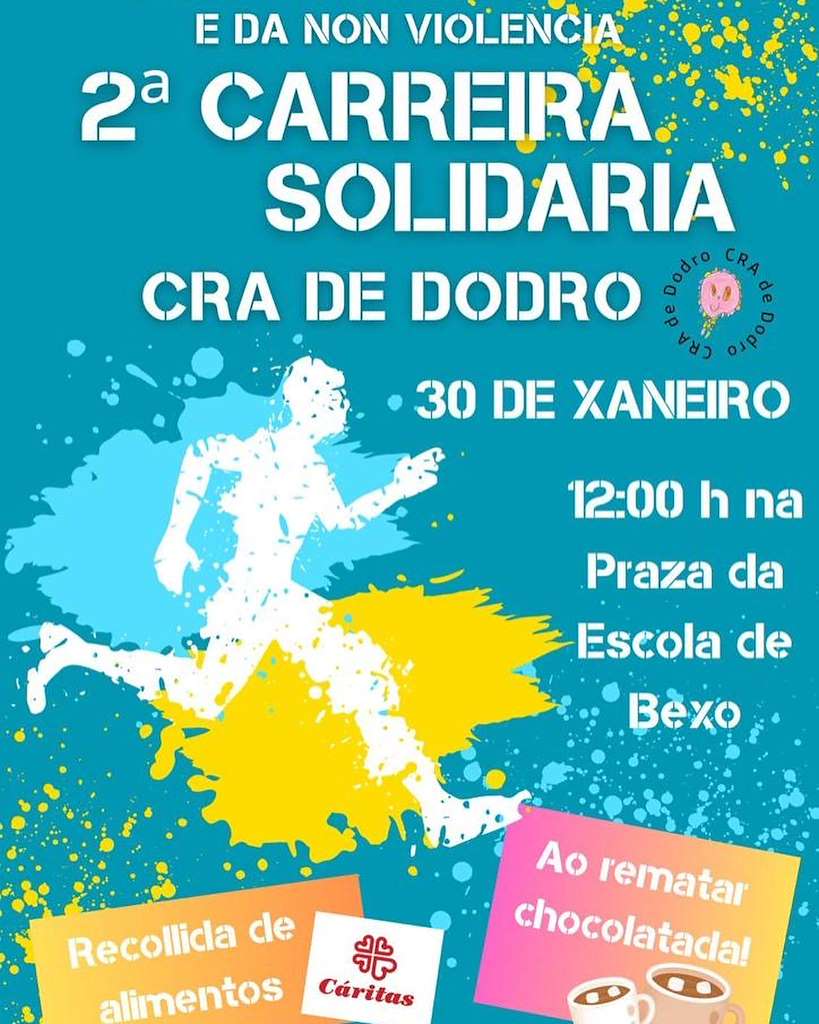 E DA NON VIOLENCIA
2ª CARREIRA
SOLIDARIA
CRA DE DODRO
CRA de Dodro CRA de Dodro
30 DE XANEIRO
12:00 h na
Praza da
Escola de
Bexo
Ao rematar
chocolatada!
Recollida de
alimentos
Cáritas